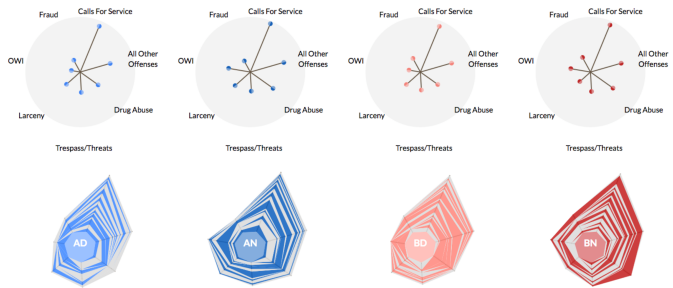 Fraud
Calls For Service
OWI
All Other
Offenses
Larceny
Drug Abuse
Trespass/Threats
Fraud
Calls For Service
OWI
All Other
Offenses
Larceny
Drug Abuse
Trespass/Threats
Fraud
Calls For Service
OWI
All Other
Offenses
Larceny
Drug Abuse
Trespass/Threats
Fraud
Calls For Service
OWI
All Other
Offenses
Larceny
Drug Abuse
Trespass/Threats
AD
AN
BD
BN